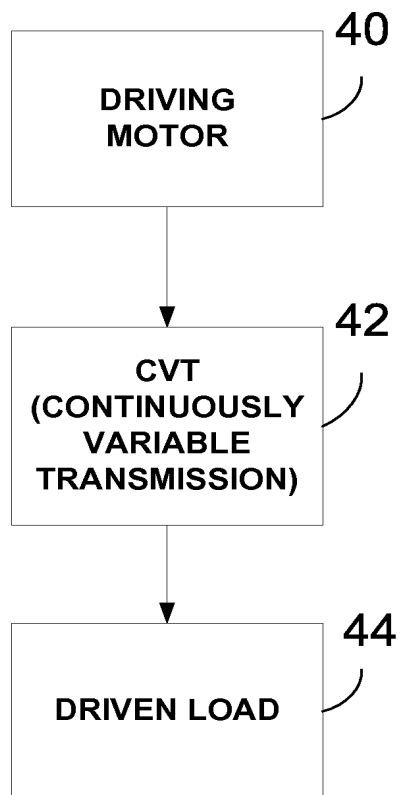 40
DRIVING
MOTOR
42
CVT
(CONTINUOUSLY
VARIABLE
TRANSMISSION)
44
DRIVEN LOAD